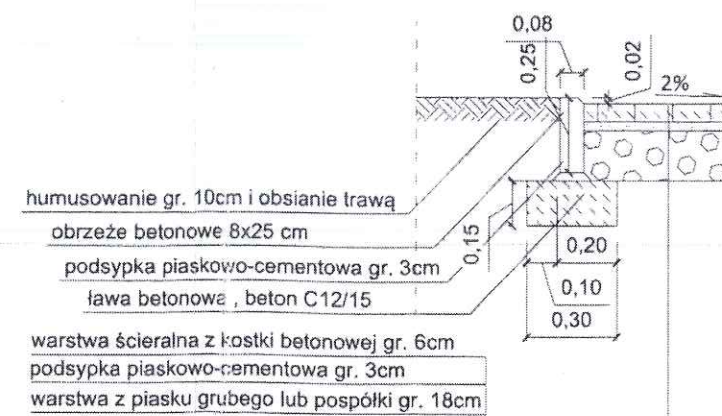 0,08
0,25
0,02
2%
humusowanie gr. 10cm i obsianie trawą
obrzeże betonowe 8x25 cm
podsypka piaskowo-cementowa gr. 3cm
ława betonowa , beton C12/15
0,15
0,20
0,10
0,30
warstwa ścieralna z kostki betonowej gr. 6cm
podsypka piaskowo-cementowa gr. 3cm
warstwa z piasku grubego lub pospółki gr. 18cm